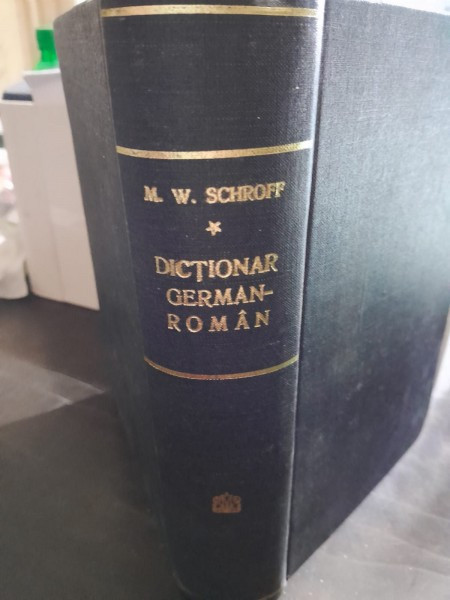 M. W. SCHROFF
DICȚIONAR
GERMAN-
ROMÂN